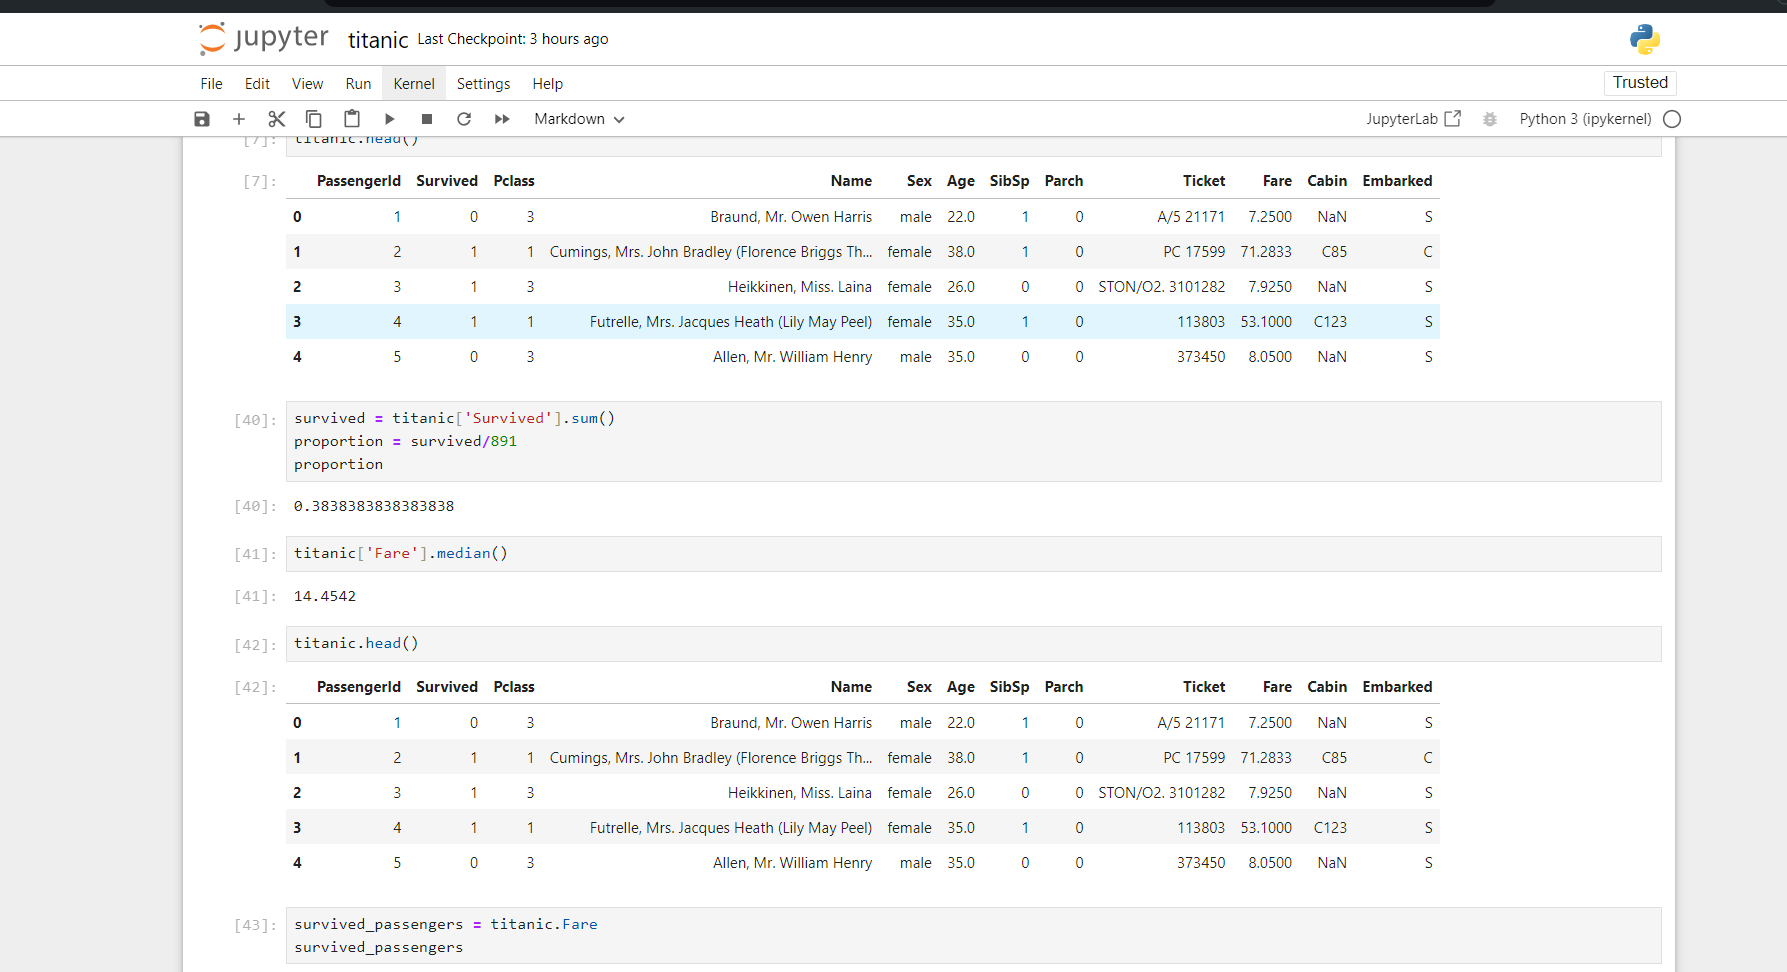 jupyter titanic Last Checkpoint: 3 hours ago
File Edit View Run Kernel Settings Help Trusted
Markdown JupyterLab Python 3 (ipykernel)
[7]: titanic.head()
[7]: PassengerId Survived Pclass Name Sex Age SibSp Parch Ticket Fare Cabin Embarked
0 1 0 3 Braund, Mr. Owen Harris male 22.0 1 0 A/5 21171 7.2500 NaN S
1 2 1 1 Cumings, Mrs. John Bradley (Florence Briggs Th... female 38.0 1 0 PC 17599 71.2833 C85 C
2 3 1 3 Heikkinen, Miss. Laina female 26.0 0 0 STON/O2. 3101282 7.9250 NaN S
3 4 1 1 Futrelle, Mrs. Jacques Heath (Lily May Peel) female 35.0 1 0 113803 53.1000 C123 S
4 5 0 3 Allen, Mr. William Henry male 35.0 0 0 373450 8.0500 NaN S
[40]: survived = titanic['Survived'].sum()
proportion = survived/891
proportion
[40]: 0.3838383838383838
[41]: titanic['Fare'].median()
[41]: 14.4542
[42]: titanic.head()
[42]: PassengerId Survived Pclass Name Sex Age SibSp Parch Ticket Fare Cabin Embarked
0 1 0 3 Braund, Mr. Owen Harris male 22.0 1 0 A/5 21171 7.2500 NaN S
1 2 1 1 Cumings, Mrs. John Bradley (Florence Briggs Th... female 38.0 1 0 PC 17599 71.2833 C85 C
2 3 1 3 Heikkinen, Miss. Laina female 26.0 0 0 STON/O2. 3101282 7.9250 NaN S
3 4 1 1 Futrelle, Mrs. Jacques Heath (Lily May Peel) female 35.0 1 0 113803 53.1000 C123 S
4 5 0 3 Allen, Mr. William Henry male 35.0 0 0 373450 8.0500 NaN S
[43]: survived_passengers = titanic.Fare
survived_passengers